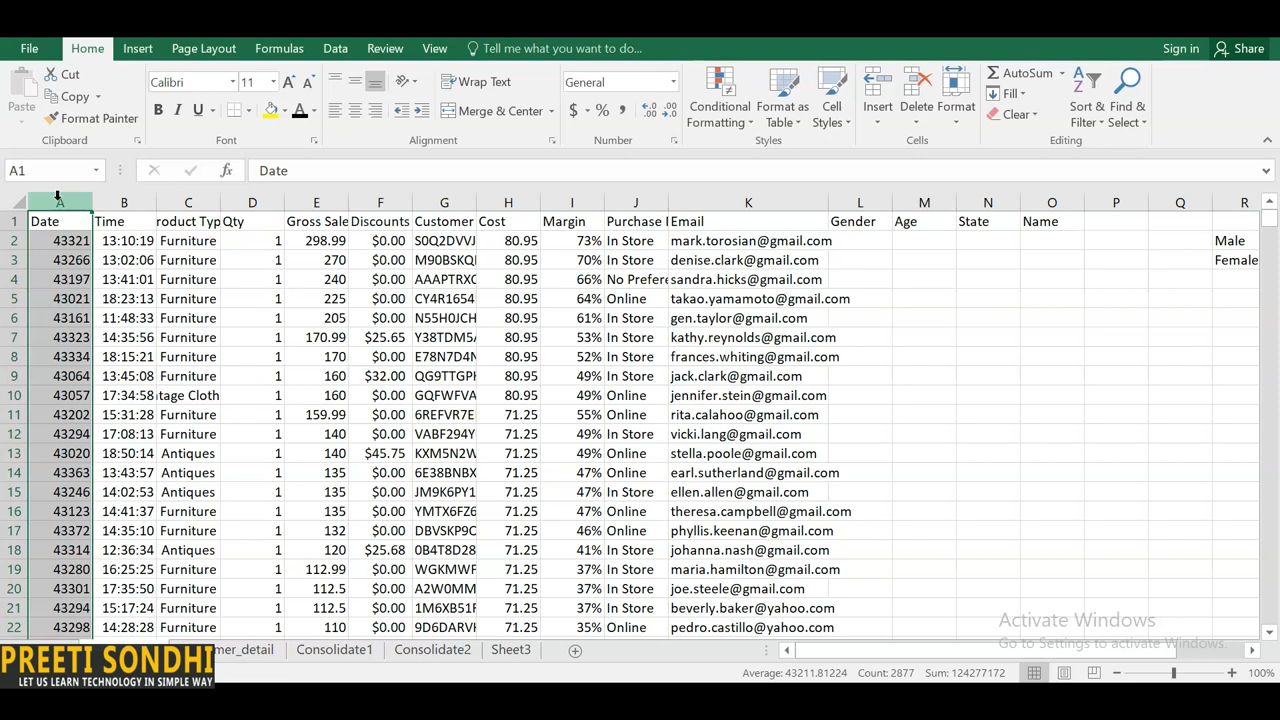 File Home Insert Page Layout Formulas Data Review View Tell me what you want to do... Sign in Share
Cut Calibri 11 Wrap Text General AutoSum
Copy Fill
Paste Format Painter Merge & Center Conditional Formatting Format as Table Cell Styles Insert Delete Format Clear Sort & Filter Find & Select
Clipboard Font Alignment Number Styles Cells Editing
A1 fx Date
A B C D E F G H I J K L M N O P Q R
1 Date Time roduct Typ Qty Gross Sale Discounts Customer Cost Margin Purchase Email Gender Age State Name
2 43321 13:10:19 Furniture 1 298.99 $0.00 S0Q2DVVJ 80.95 73% In Store mark.torosian@gmail.com Male
3 43266 13:02:06 Furniture 1 270 $0.00 M90BSKQ 80.95 70% In Store denise.clark@gmail.com Female
4 43197 13:41:01 Furniture 1 240 $0.00 AAAPTRX 80.95 66% No Prefere sandra.hicks@gmail.com
5 43021 18:23:13 Furniture 1 225 $0.00 CY4R1654 80.95 64% Online takao.yamamoto@gmail.com
6 43161 11:48:33 Furniture 1 205 $0.00 N55H0JCH 80.95 61% Online gen.taylor@gmail.com
7 43323 14:35:56 Furniture 1 170.99 $25.65 Y38TDM5 80.95 53% In Store kathy.reynolds@gmail.com
8 43334 18:15:21 Furniture 1 170 $0.00 E78N7D4N 80.95 52% In Store frances.whiting@gmail.com
9 43064 13:45:08 Furniture 1 160 $32.00 QG9TTGP 80.95 49% In Store jack.clark@gmail.com
10 43057 17:34:58 tage Cloth 1 160 $0.00 GQFWFVA 80.95 49% Online jennifer.stein@gmail.com
11 43202 15:31:28 Furniture 1 159.99 $0.00 6REFVR7E 71.25 55% Online rita.calahoo@gmail.com
12 43294 17:08:13 Furniture 1 140 $0.00 VABF294Y 71.25 49% In Store vicki.lang@gmail.com
13 43020 18:50:14 Antiques 1 140 $45.75 KXM5N2W 71.25 49% Online stella.poole@gmail.com
14 43363 13:43:57 Antiques 1 135 $0.00 6E38BNBX 71.25 47% Online earl.sutherland@gmail.com
15 43246 14:02:53 Antiques 1 135 $0.00 JM9K6PY1 71.25 47% In Store ellen.allen@gmail.com
16 43123 14:41:37 Furniture 1 135 $0.00 YMTX6FZ6 71.25 47% Online theresa.campbell@gmail.com
17 43372 14:35:10 Furniture 1 132 $0.00 DBVSKP9C 71.25 46% Online phyllis.keenan@gmail.com
18 43314 12:36:34 Antiques 1 120 $25.68 0B4T8D28 71.25 41% In Store johanna.nash@gmail.com
19 43280 16:25:25 Furniture 1 112.99 $0.00 WGKMWF 71.25 37% In Store maria.hamilton@gmail.com
20 43301 17:35:50 Furniture 1 112.5 $0.00 A2W0MM 71.25 37% In Store joe.steele@gmail.com
21 43294 15:17:24 Furniture 1 112.5 $0.00 1M6XB51F 71.25 37% In Store beverly.baker@yahoo.com
22 43298 14:28:28 Furniture 1 110 $0.00 9D6DARVH 71.25 35% Online pedro.castillo@yahoo.com
Activate Windows
Go to Settings to activate Windows.
mer_detail Consolidate1 Consolidate2 Sheet3
PREETI SONDHI
LET US LEARN TECHNOLOGY IN SIMPLE WAY
Average: 43211.81224 Count: 2877 Sum: 124277172 100%